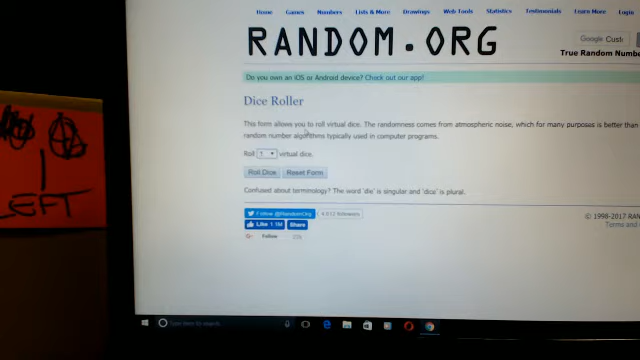 Home Games Numbers Lists & More Drawings Web Tools Statistics Testimonials Learn More Login
RANDOM.ORG
Google Cust
True Random Numbe
Do you own an iOS or Android device? Check out our app!
Dice Roller
This form allows you to roll virtual dice. The randomness comes from atmospheric noise, which for many purposes is better than
random number algorithms typically used in computer programs.
Roll 1 virtual dice.
Roll Dice Reset Form
Confused about terminology? The word 'die' is singular and 'dice' is plural.
Follow @RandomOrg 4,612 followers
Like 1.1M Share
Follow
© 1998-2017 RAN
Terms and
LEFT
Type here to search